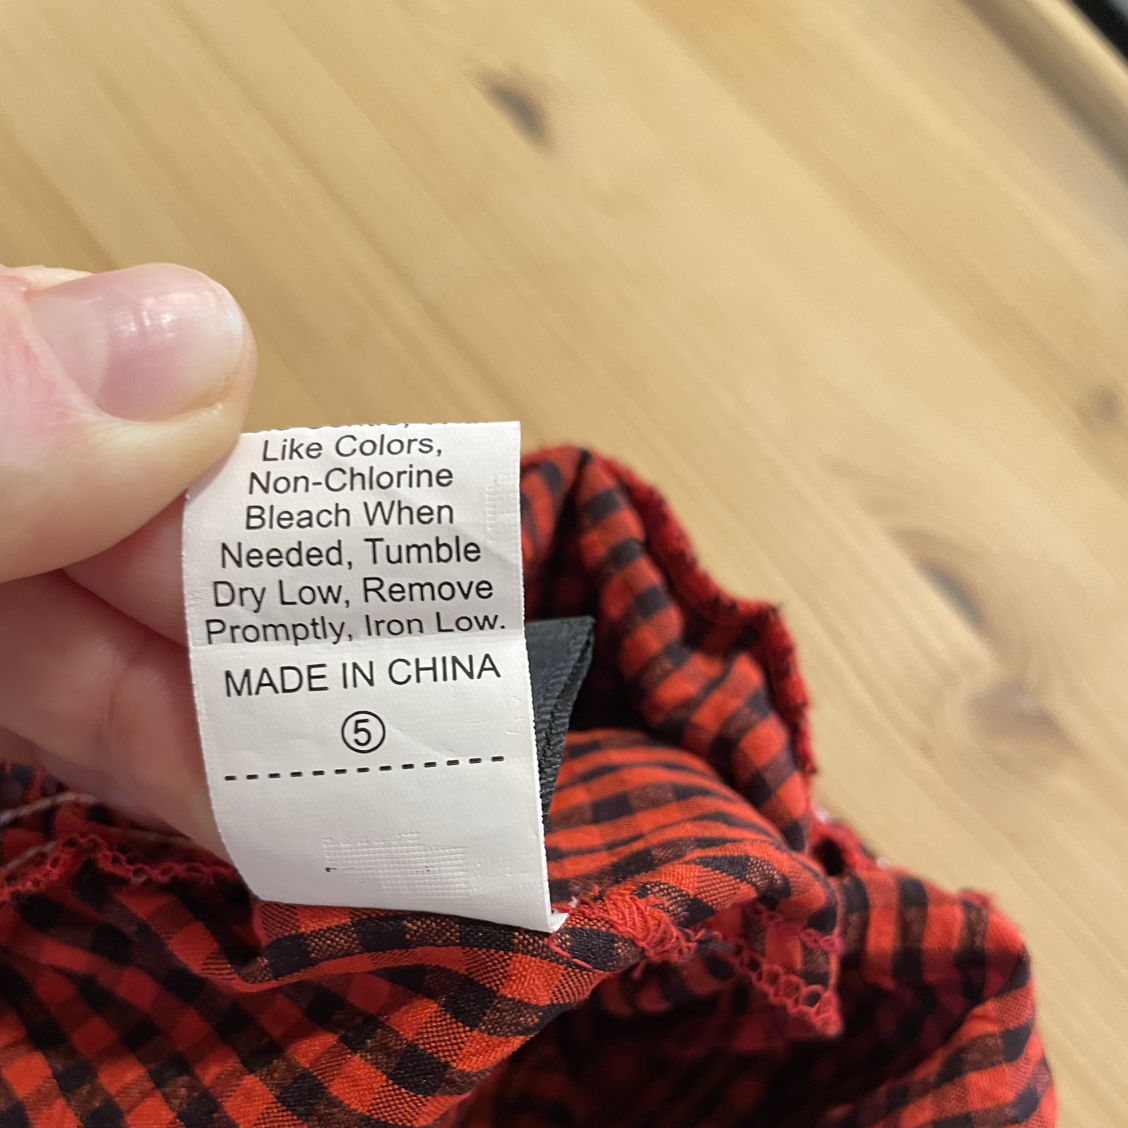 Like Colors,
Non-Chlorine
Bleach When
Needed, Tumble
Dry Low, Remove
Promptly, Iron Low.
MADE IN CHINA
⑤